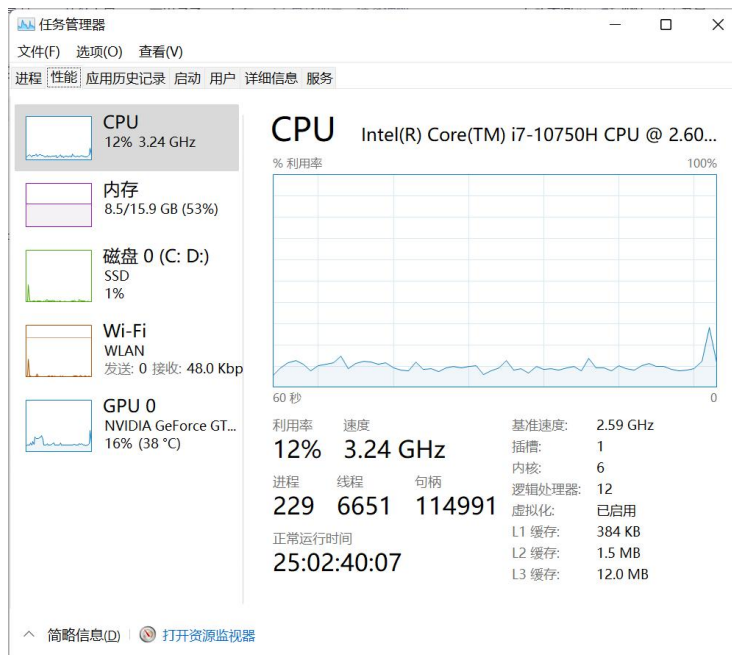 任务管理器
文件(F) 选项(O) 查看(V)
进程 性能 应用历史记录 启动 用户 详细信息 服务
CPU
12% 3.24 GHz
内存
8.5/15.9 GB (53%)
磁盘 0 (C: D:)
SSD
1%
Wi-Fi
WLAN
发送: 0 接收: 48.0 Kbp
GPU 0
NVIDIA GeForce GT...
16% (38 °C)
CPU Intel(R) Core(TM) i7-10750H CPU @ 2.60...
% 利用率 100%
60 秒 0
利用率 速度
12% 3.24 GHz
进程 线程 句柄
229 6651 114991
正常运行时间
25:02:40:07
基准速度: 2.59 GHz
插槽: 1
内核: 6
逻辑处理器: 12
虚拟化: 已启用
L1 缓存: 384 KB
L2 缓存: 1.5 MB
L3 缓存: 12.0 MB
简略信息(D) 打开资源监视器